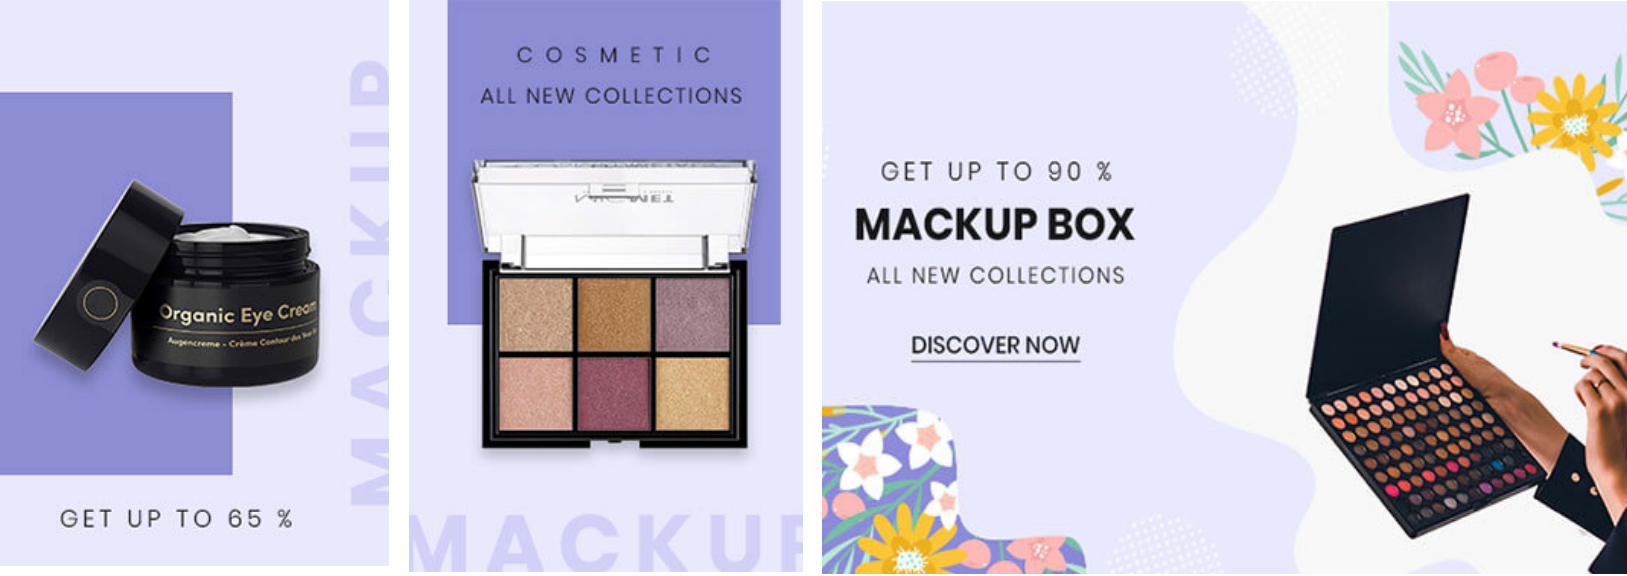 MACKUP
Organic Eye Cream
Augencreme - Crème Contour des Yeux
GET UP TO 65 %
COSMETIC
ALL NEW COLLECTIONS
MACKUP
GET UP TO 90 %
MACKUP BOX
ALL NEW COLLECTIONS
DISCOVER NOW